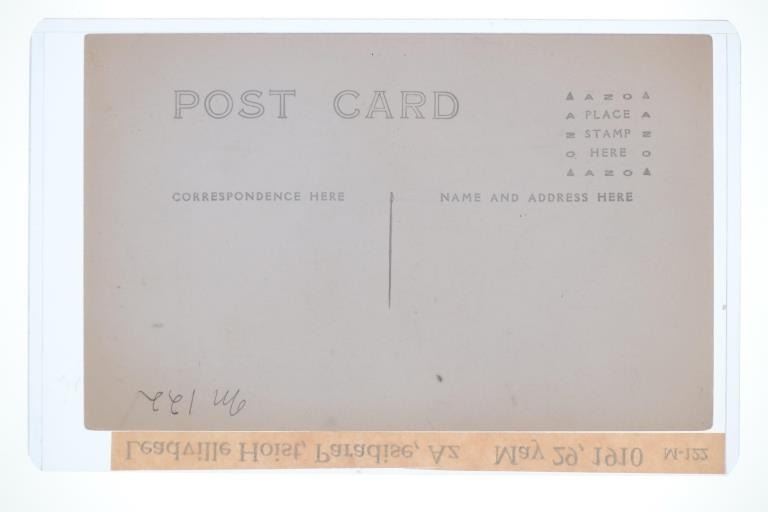 POST CARD
AZO
PLACE
STAMP
HERE
AZO
CORRESPONDENCE HERE
NAME AND ADDRESS HERE
M 122
Leadville Hoist, Paradise, Az May 29, 1910 M-122